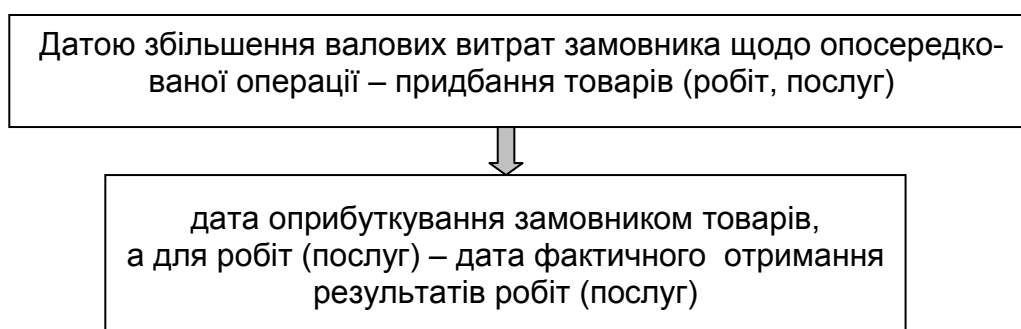 Датою збільшення валових витрат замовника щодо опосередко-
ваної операції – придбання товарів (робіт, послуг)
дата оприбуткування замовником товарів,
а для робіт (послуг) – дата фактичного отримання
результатів робіт (послуг)